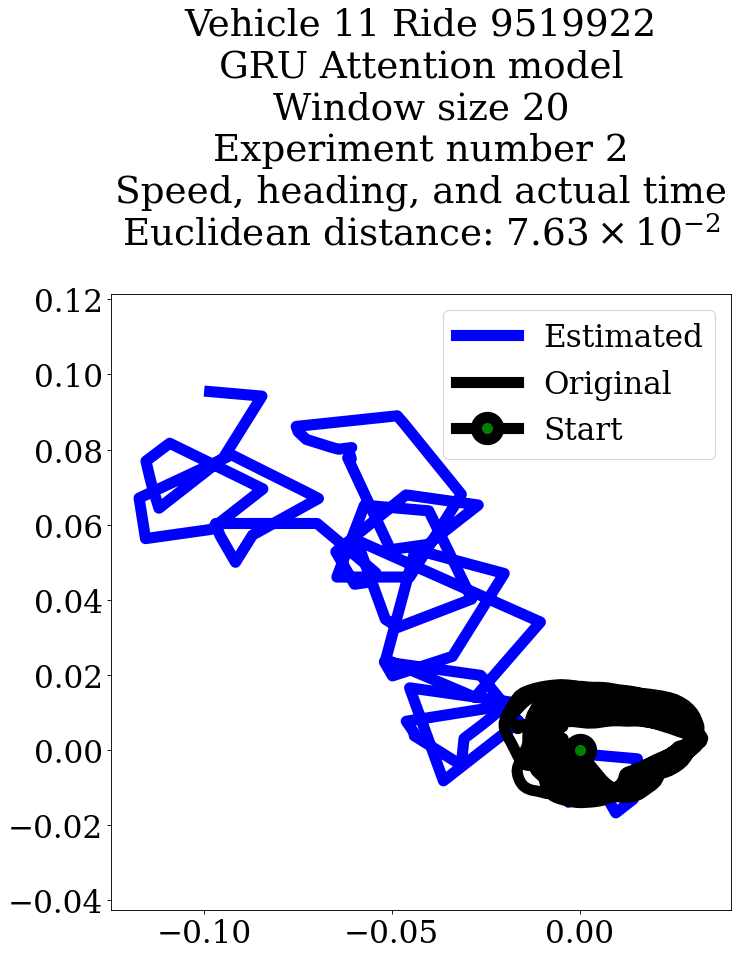 Vehicle 11 Ride 9519922
GRU Attention model
Window size 20
Experiment number 2
Speed, heading, and actual time
Euclidean distance: 7.63 × 10⁻²
Estimated
Original
Start
0.12
0.10
0.08
0.06
0.04
0.02
0.00
−0.02
−0.04
−0.10
−0.05
0.00